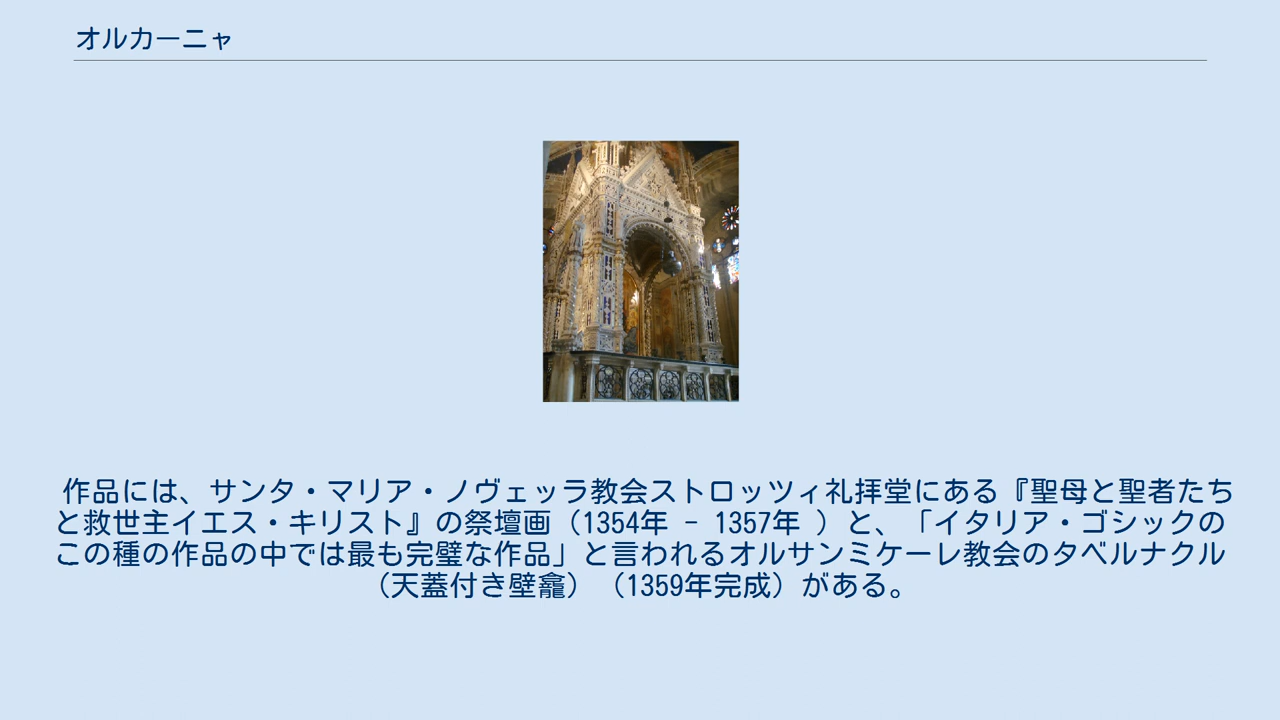 オルカーニャ
作品には、サンタ・マリア・ノヴェッラ教会ストロッツィ礼拝堂にある『聖母と聖者たち
と救世主イエス・キリスト』の祭壇画（1354年 - 1357年 ）と、「イタリア・ゴシックの
この種の作品の中では最も完璧な作品」と言われるオルサンミケーレ教会のタベルナクル
（天蓋付き壁龕）（1359年完成）がある。